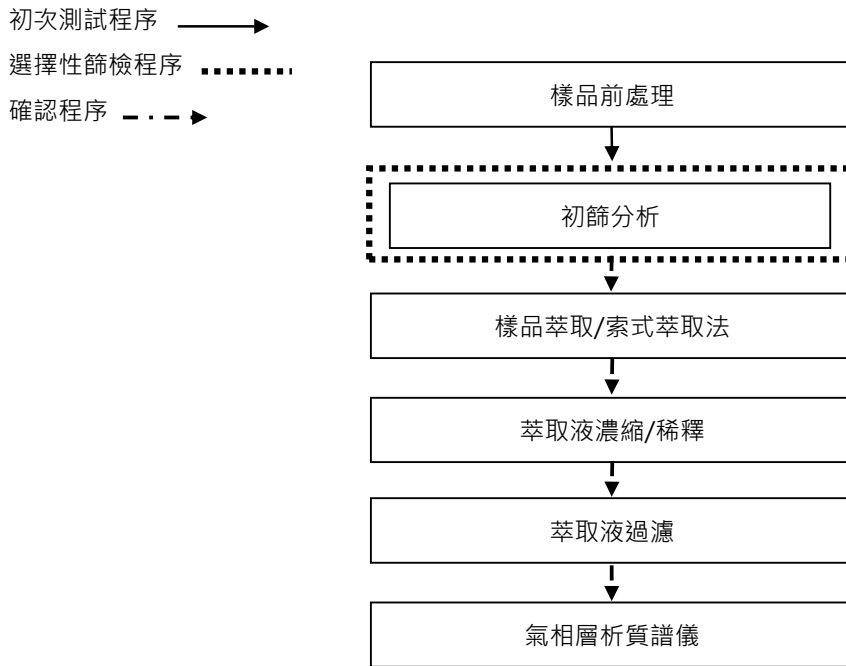 初次測試程序
選擇性篩檢程序
確認程序
樣品前處理
初篩分析
樣品萃取/索式萃取法
萃取液濃縮/稀釋
萃取液過濾
氣相層析質譜儀